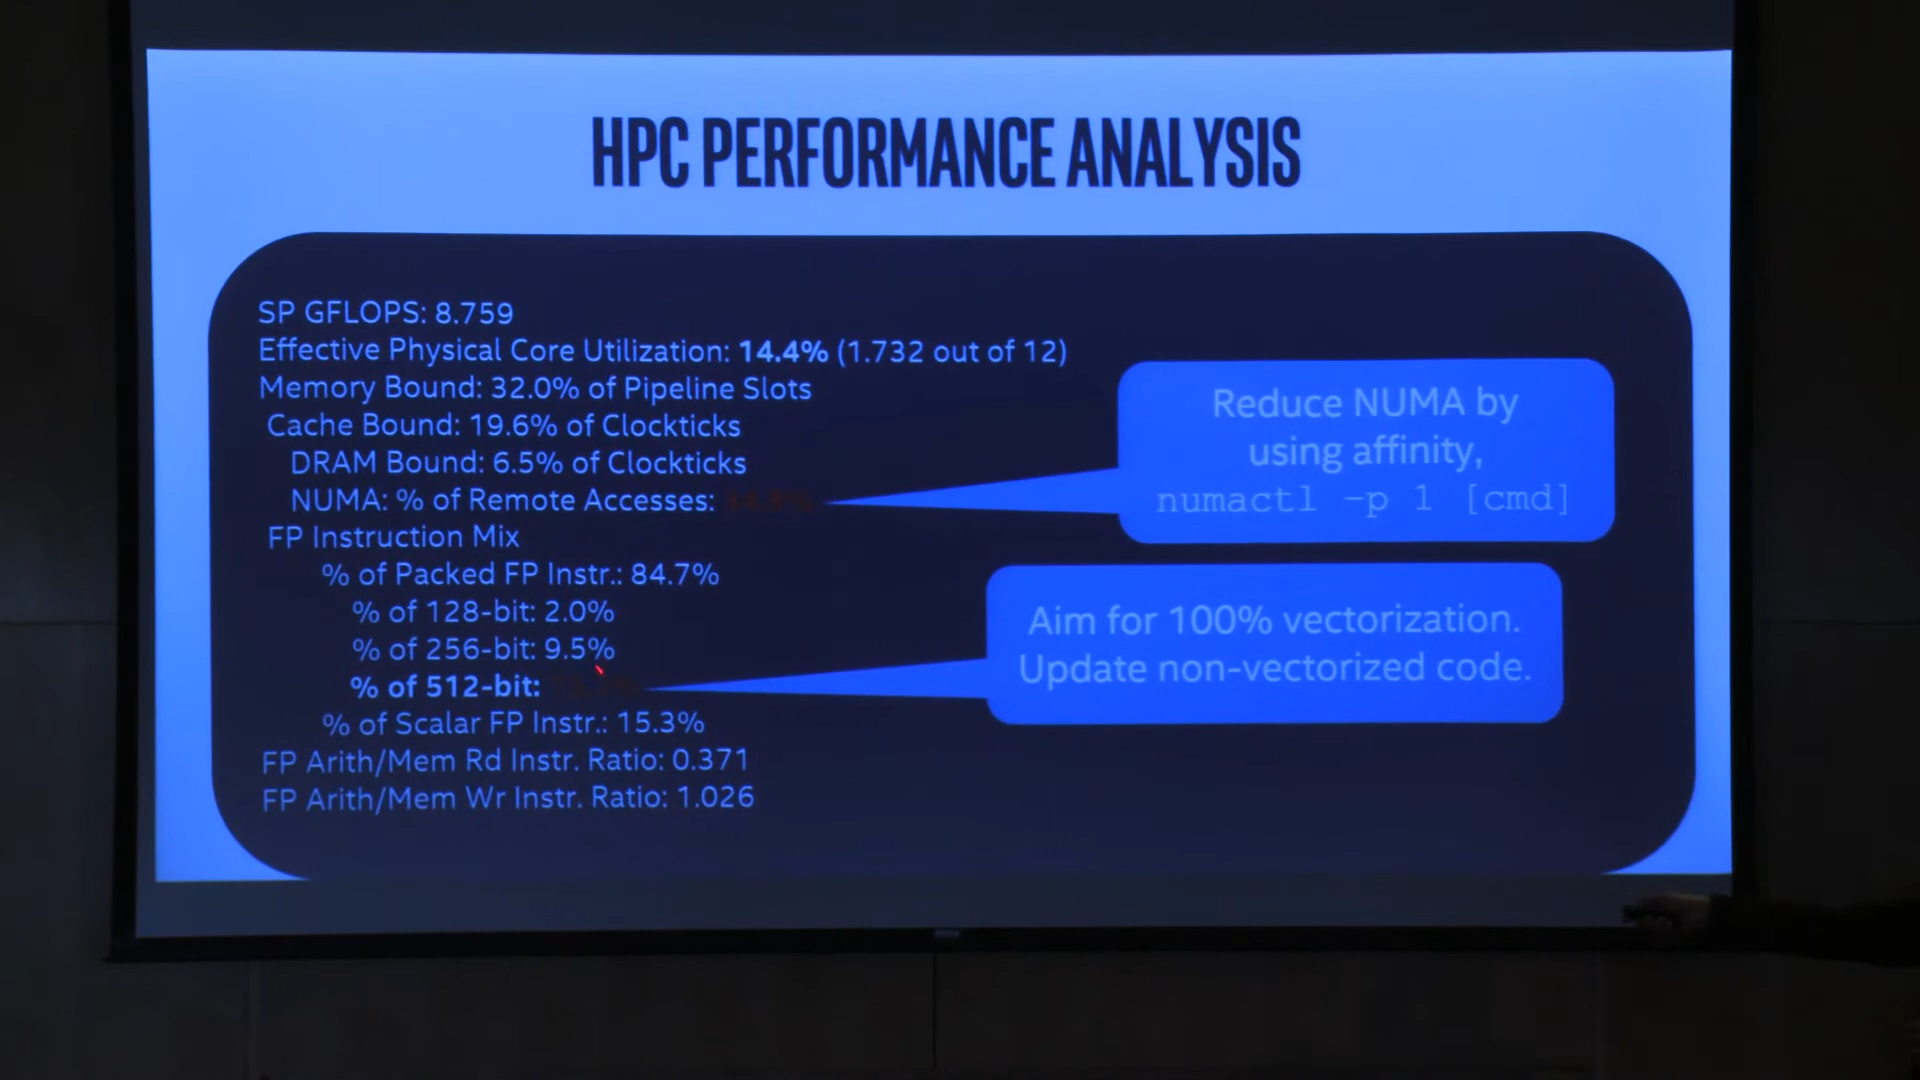 HPC PERFORMANCE ANALYSIS
SP GFLOPS: 8.759
Effective Physical Core Utilization: 14.4% (1.732 out of 12)
Memory Bound: 32.0% of Pipeline Slots
Cache Bound: 19.6% of Clockticks
DRAM Bound: 6.5% of Clockticks
NUMA: % of Remote Accesses:
FP Instruction Mix
% of Packed FP Instr.: 84.7%
% of 128-bit: 2.0%
% of 256-bit: 9.5%
% of 512-bit:
% of Scalar FP Instr.: 15.3%
FP Arith/Mem Rd Instr. Ratio: 0.371
FP Arith/Mem Wr Instr. Ratio: 1.026
Reduce NUMA by
using affinity,
numactl -p 1 [cmd]
Aim for 100% vectorization.
Update non-vectorized code.